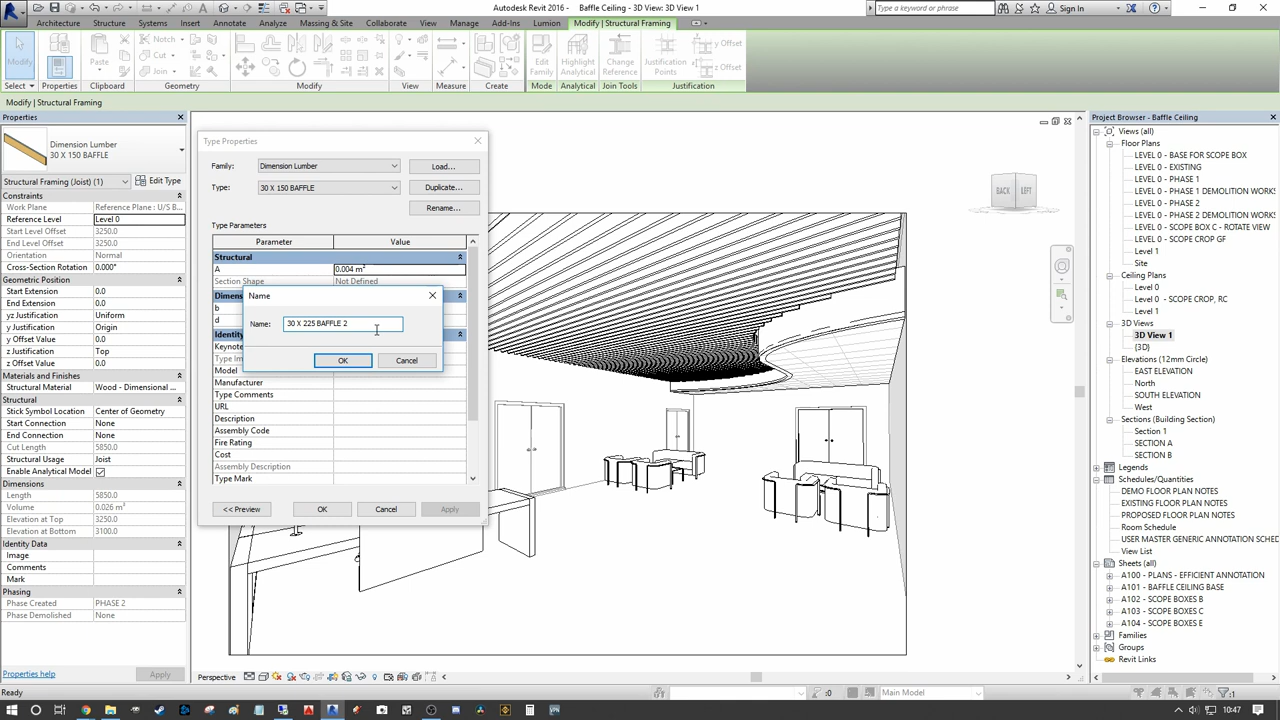 Autodesk Revit 2016 - Baffle Ceiling - 3D View: 3D View 1
Type a keyword or phrase
Sign In
Architecture Structure Systems Insert Annotate Analyze Massing & Site Collaborate View Manage Add-Ins Lumion Modify | Structural Framing
Modify
Paste
Notch
Cut
Join
Edit Family
Highlight Analytical
Change Reference
Justification Points
y Offset
z Offset
Select Properties Clipboard Geometry Modify View Measure Create Mode Analytical Join Tools Justification
Modify | Structural Framing
Properties
Dimension Lumber
30 X 150 BAFFLE
Structural Framing (Joist) (1) Edit Type
Constraints
Work Plane Reference Plane : U/S B...
Reference Level Level 0
Start Level Offset 3250.0
End Level Offset 3250.0
Orientation Normal
Cross-Section Rotation 0.000°
Geometric Position
Start Extension 0.0
End Extension 0.0
yz Justification Uniform
y Justification Origin
y Offset Value 0.0
z Justification Top
z Offset Value 0.0
Materials and Finishes
Structural Material Wood - Dimensional ...
Structural
Stick Symbol Location Center of Geometry
Start Connection None
End Connection None
Cut Length 5850.0
Structural Usage Joist
Enable Analytical Model
Dimensions
Length 5850.0
Volume 0.026 m³
Elevation at Top 3250.0
Elevation at Bottom 3100.0
Identity Data
Image
Comments
Mark
Phasing
Phase Created PHASE 2
Phase Demolished None
Properties help Apply
Type Properties
Family: Dimension Lumber Load...
Type: 30 X 150 BAFFLE Duplicate...
Rename...
Type Parameters
Parameter Value
Structural
A 0.004 m²
Section Shape Not Defined
Dimen
b
d
Identity
Keynote
Type Im
Model
Manufacturer
Type Comments
URL
Description
Assembly Code
Fire Rating
Cost
Assembly Description
Type Mark
<< Preview OK Cancel Apply
Name
Name: 30 X 225 BAFFLE 2
OK Cancel
BACK LEFT
Project Browser - Baffle Ceiling
Views (all)
Floor Plans
LEVEL 0 - BASE FOR SCOPE BOX
LEVEL 0 - EXISTING
LEVEL 0 - PHASE 1
LEVEL 0 - PHASE 1 DEMOLITION WORKS
LEVEL 0 - PHASE 2
LEVEL 0 - PHASE 2 DEMOLITION WORKS
LEVEL 0 - SCOPE BOX C - ROTATE VIEW
LEVEL 0 - SCOPE CROP GF
Level 1
Site
Ceiling Plans
Level 0
Level 0 - SCOPE CROP, RC
Level 1
3D Views
3D View 1
(3D)
Elevations (12mm Circle)
EAST ELEVATION
North
SOUTH ELEVATION
West
Sections (Building Section)
Section 1
SECTION A
SECTION B
Legends
Schedules/Quantities
DEMO FLOOR PLAN NOTES
EXISTING FLOOR PLAN NOTES
PROPOSED FLOOR PLAN NOTES
Room Schedule
USER MASTER GENERIC ANNOTATION SCHED
View List
Sheets (all)
A100 - PLANS - EFFICIENT ANNOTATION
A101 - BAFFLE CEILING BASE
A102 - SCOPE BOXES B
A103 - SCOPE BOXES C
A104 - SCOPE BOXES E
Families
Groups
Revit Links
Perspective
Ready
:0
Main Model
:1
10:47